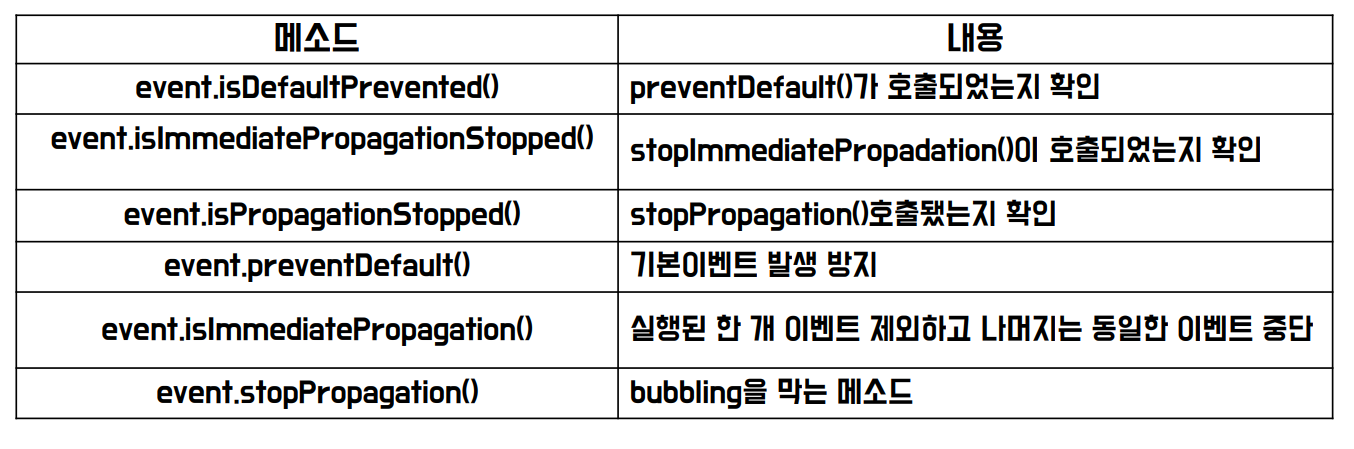 메소드 내용
event.isDefaultPrevented() preventDefault()가 호출되었는지 확인
event.isImmediatePropagationStopped() stopImmediatePropadation()이 호출되었는지 확인
event.isPropagationStopped() stopPropagation()호출됐는지 확인
event.preventDefault() 기본이벤트 발생 방지
event.isImmediatePropagation() 실행된 한 개 이벤트 제외하고 나머지는 동일한 이벤트 중단
event.stopPropagation() bubbling을 막는 메소드